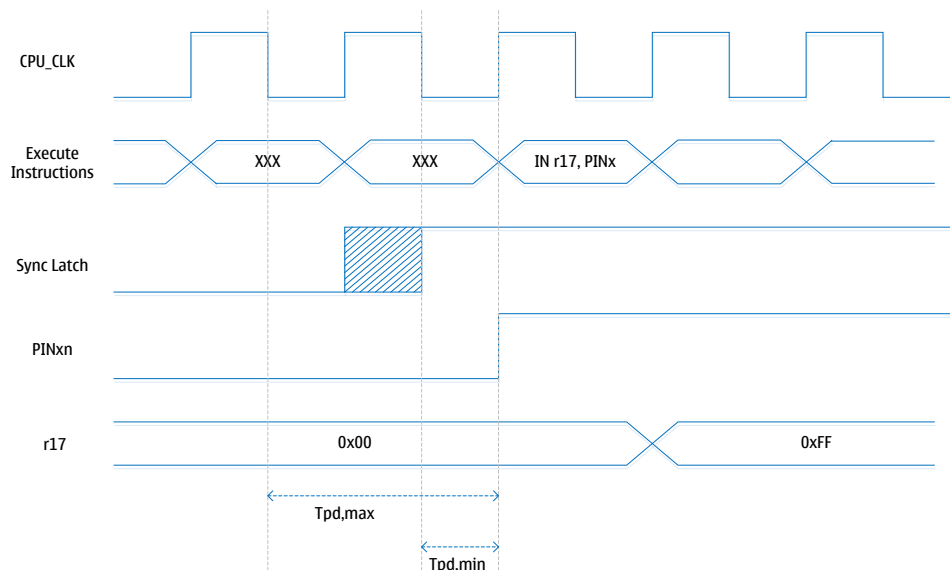 CPU_CLK
Execute
Instructions
XXX
XXX
IN r17, PINx
Sync Latch
PINxn
r17
0x00
0xFF
Tpd,max
Tpd,min